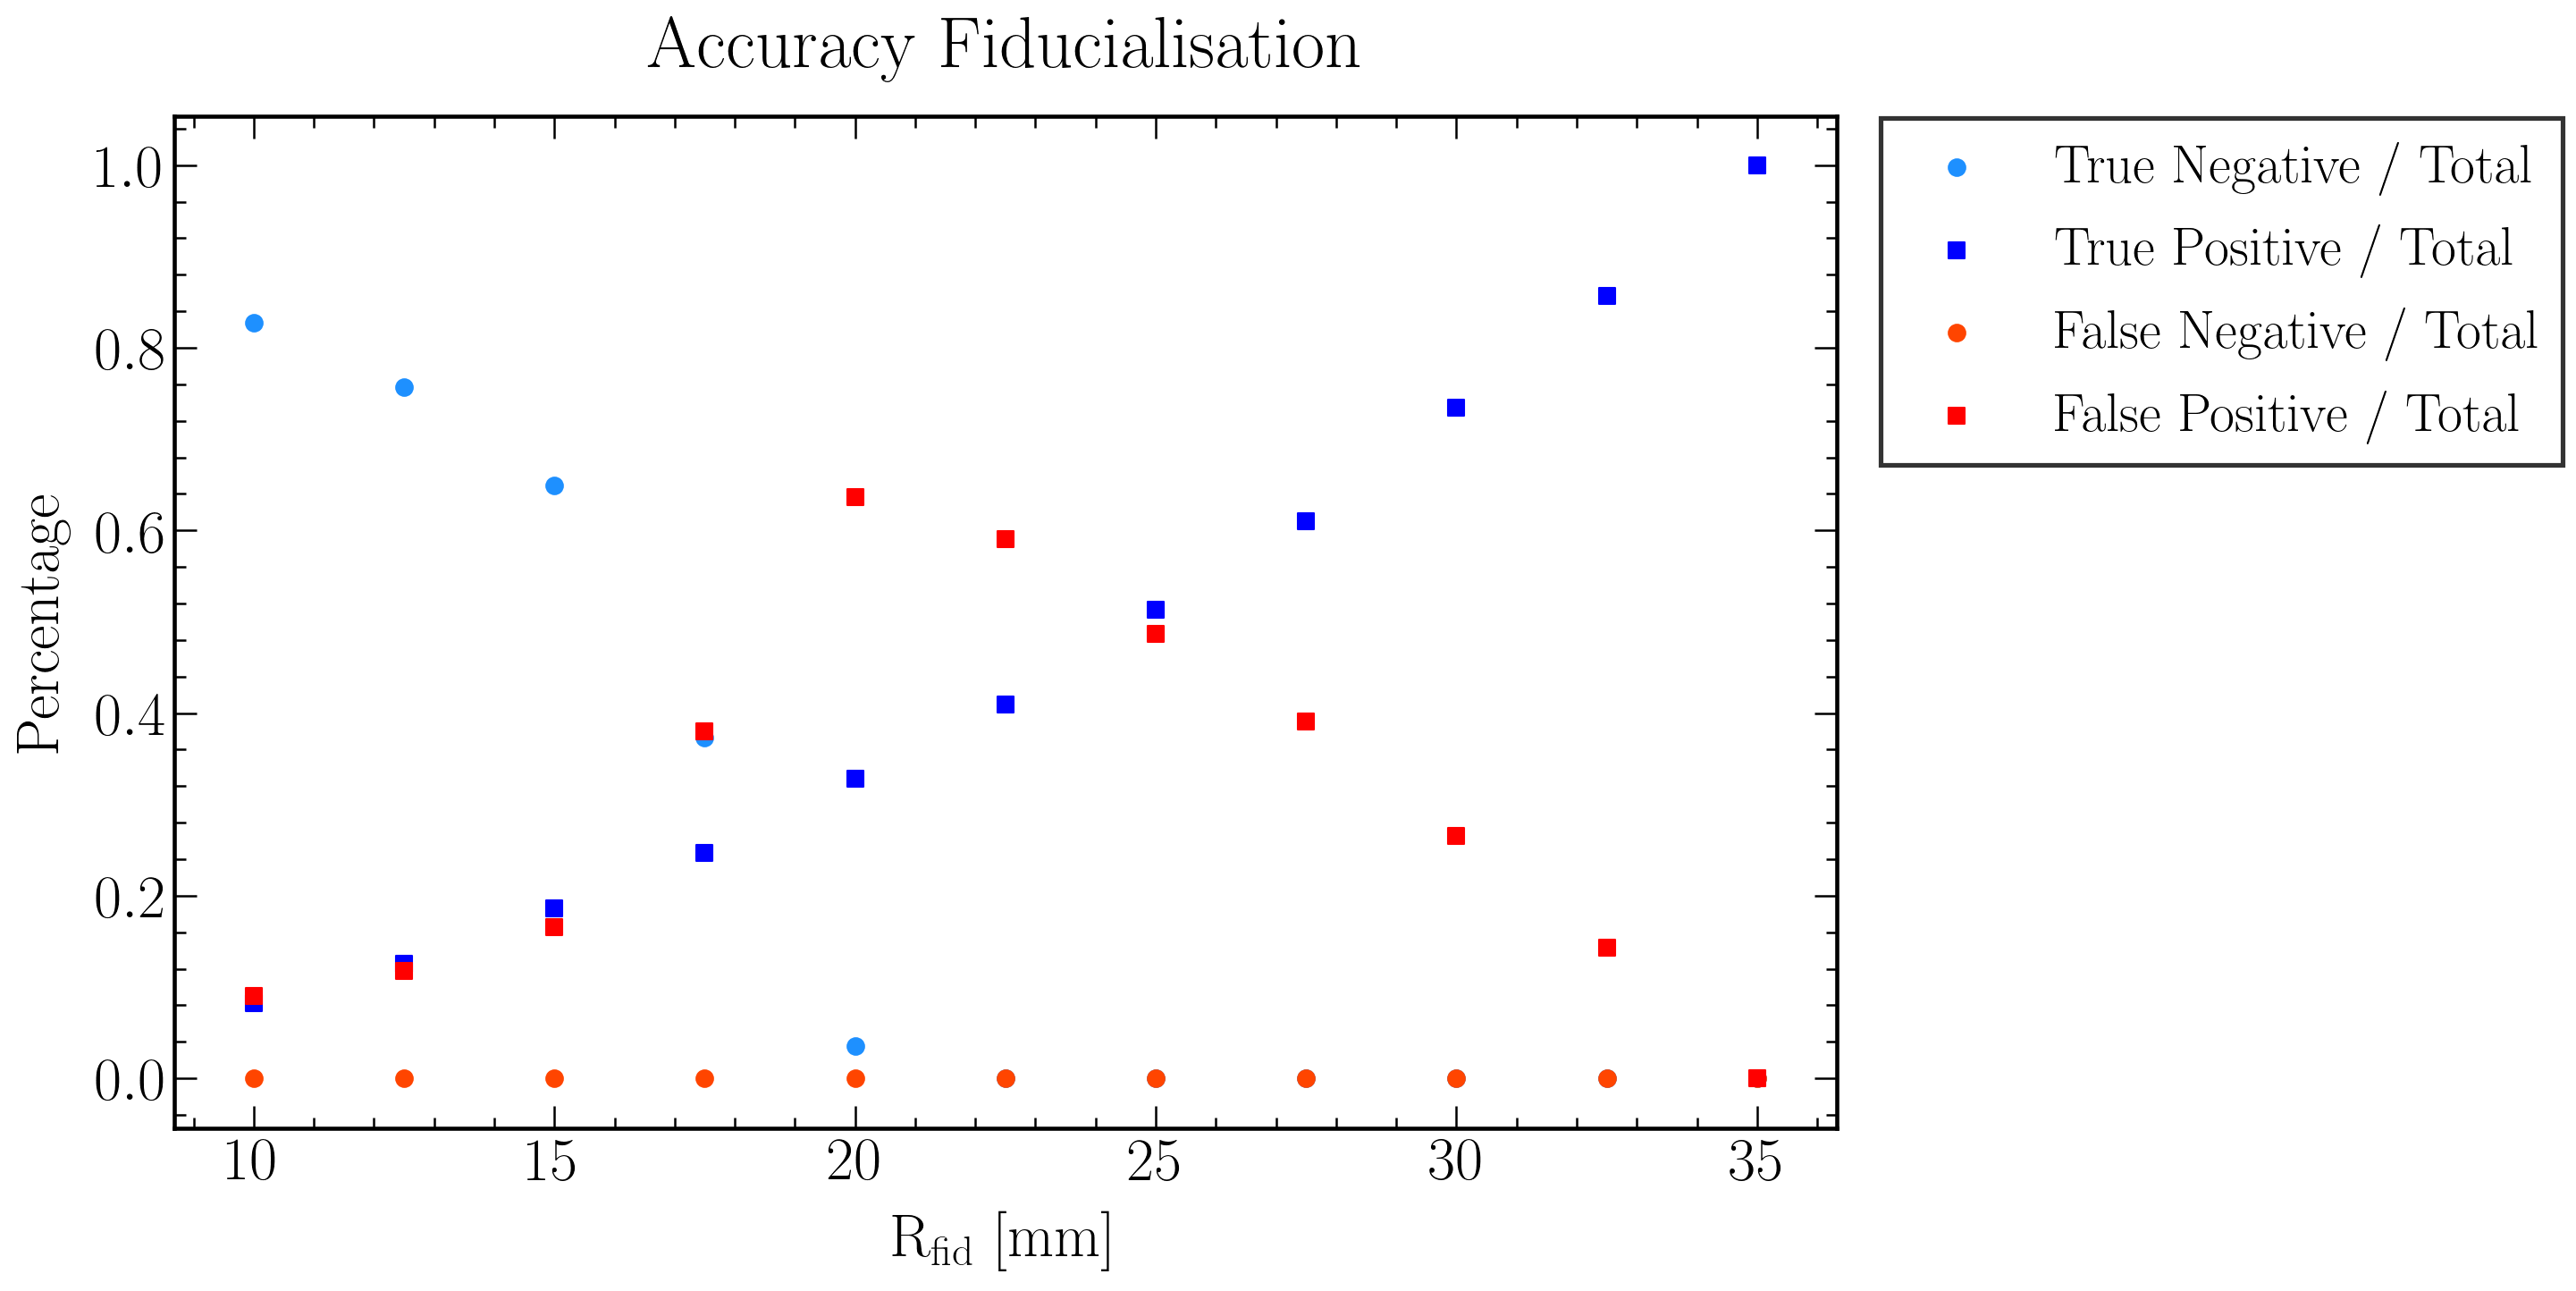 Accuracy Fiducialisation
True Negative / Total
True Positive / Total
False Negative / Total
False Positive / Total
Percentage
1.0
0.8
0.6
0.4
0.2
0.0
10 15 20 25 30 35
R_fid [mm]